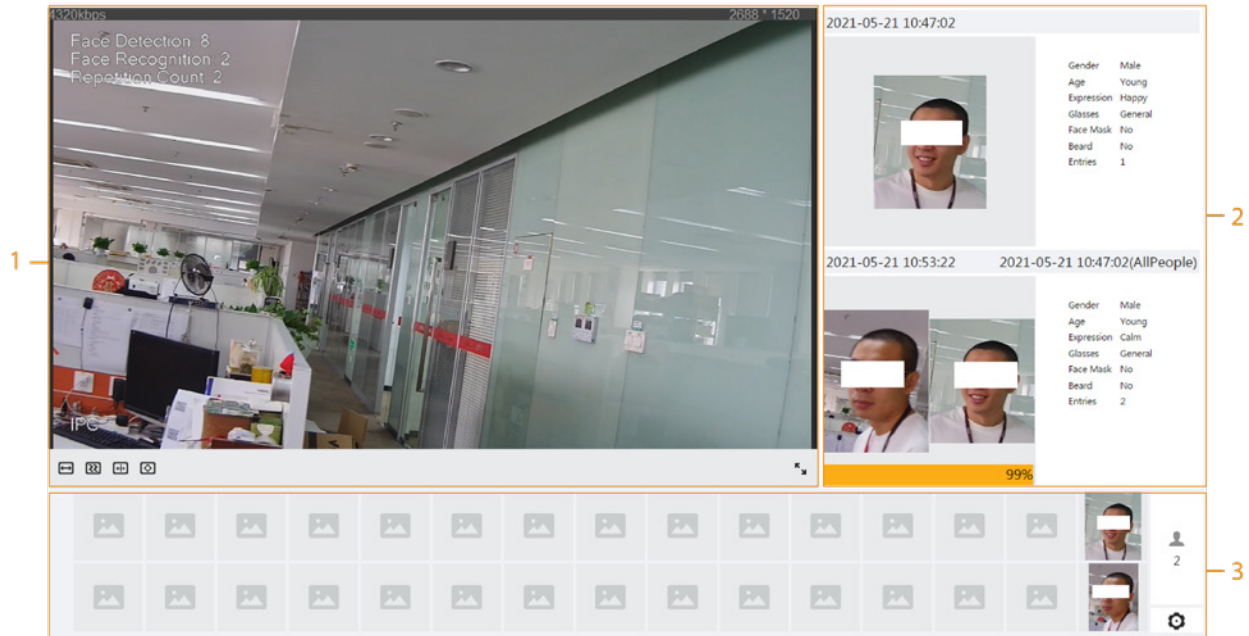 4320kbps
2688 * 1520
Face Detection 8
Face Recognition 2
Repetition Count 2
IPC
1
2021-05-21 10:47:02
Gender Male
Age Young
Expression Happy
Glasses General
Face Mask No
Beard No
Entries 1
2
2021-05-21 10:53:22 2021-05-21 10:47:02(AllPeople)
Gender Male
Age Young
Expression Calm
Glasses General
Face Mask No
Beard No
Entries 2
99%
2
3